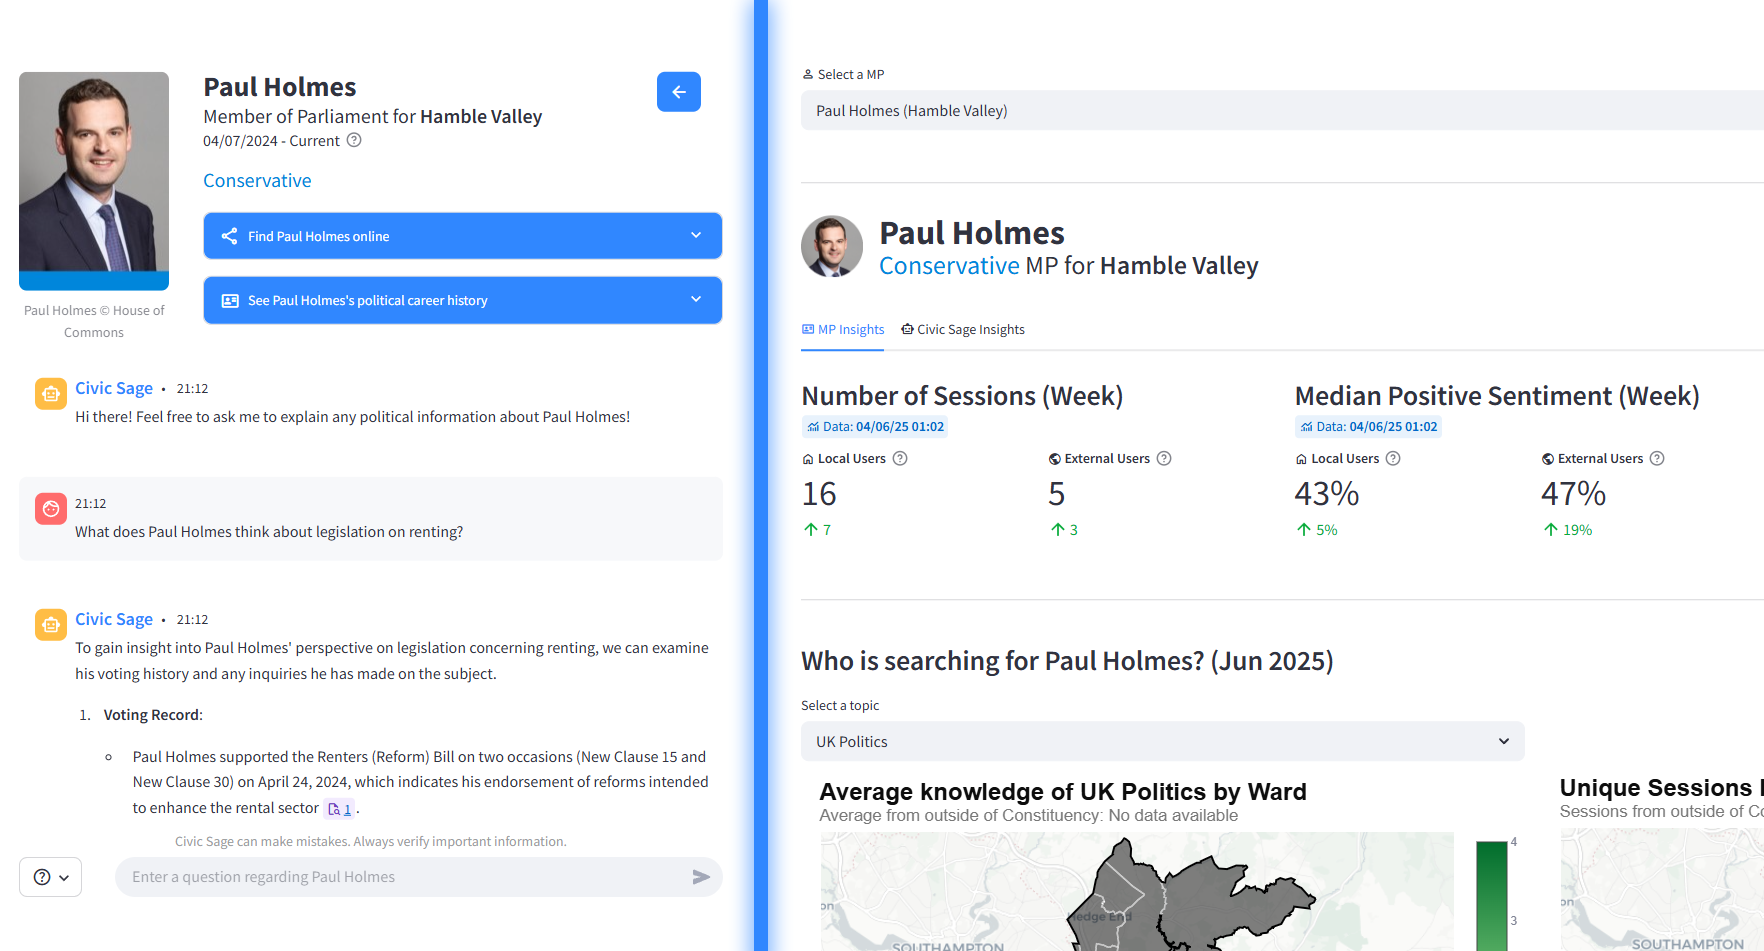 Paul Holmes
Member of Parliament for Hamble Valley
04/07/2024 - Current
Conservative
Find Paul Holmes online
See Paul Holmes's political career history
Paul Holmes © House of
Commons
Civic Sage • 21:12
Hi there! Feel free to ask me to explain any political information about Paul Holmes!
21:12
What does Paul Holmes think about legislation on renting?
Civic Sage • 21:12
To gain insight into Paul Holmes' perspective on legislation concerning renting, we can examine
his voting history and any inquiries he has made on the subject.
1. Voting Record:
Paul Holmes supported the Renters (Reform) Bill on two occasions (New Clause 15 and
New Clause 30) on April 24, 2024, which indicates his endorsement of reforms intended
to enhance the rental sector 1 .
Civic Sage can make mistakes. Always verify important information.
Enter a question regarding Paul Holmes
Select a MP
Paul Holmes (Hamble Valley)
Paul Holmes
Conservative MP for Hamble Valley
MP Insights
Civic Sage Insights
Number of Sessions (Week)
Data: 04/06/25 01:02
Local Users
16
7
External Users
5
3
Median Positive Sentiment (Week)
Data: 04/06/25 01:02
Local Users
43%
5%
External Users
47%
19%
Who is searching for Paul Holmes? (Jun 2025)
Select a topic
UK Politics
Average knowledge of UK Politics by Ward
Average from outside of Constituency: No data available
on
Hedge End
SOUTHAMPTON
4
3
Unique Sessions
Sessions from outside of
on
SOUTHAMPTON